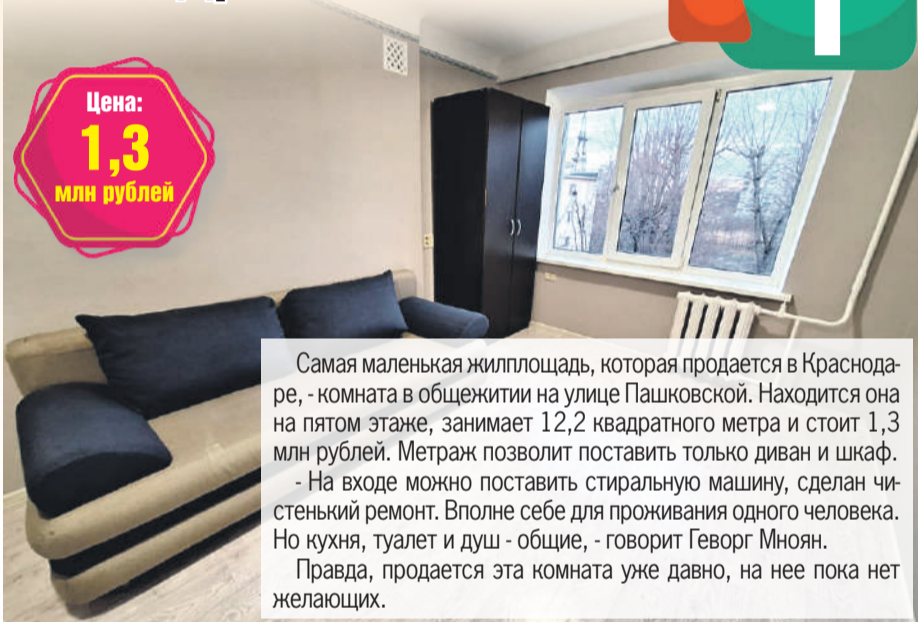 Цена:
1,3
млн рублей
Самая маленькая жилплощадь, которая продается в Краснода-
ре, - комната в общежитии на улице Пашковской. Находится она
на пятом этаже, занимает 12,2 квадратного метра и стоит 1,3
млн рублей. Метраж позволит поставить только диван и шкаф.
- На входе можно поставить стиральную машину, сделан чи-
стенький ремонт. Вполне себе для проживания одного человека.
Но кухня, туалет и душ - общие, - говорит Геворг Мноян.
Правда, продается эта комната уже давно, на нее пока нет
желающих.